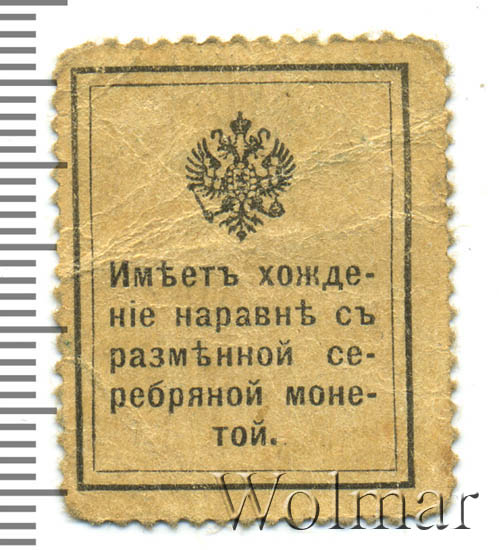 Имѣетъ хожде-
ніе наравнѣ съ
размѣнной се-
ребряной моне-
той.
Wolmar